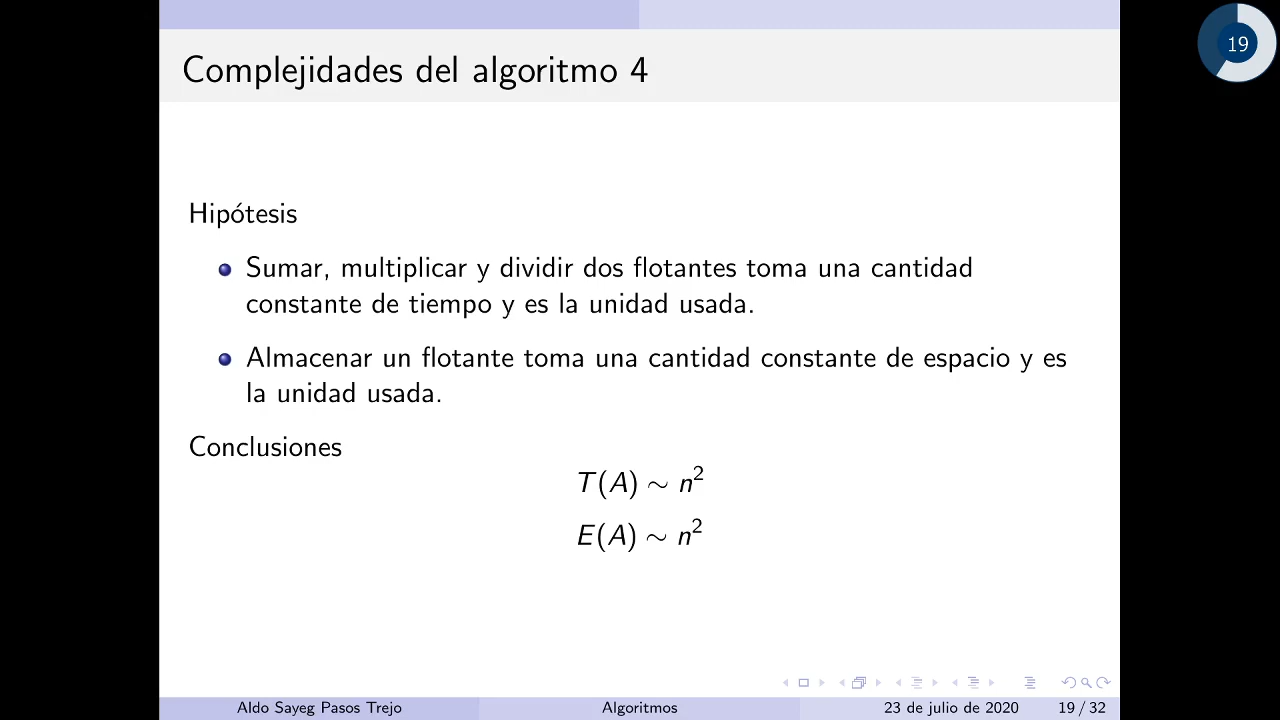 19
Complejidades del algoritmo 4
Hipótesis
Sumar, multiplicar y dividir dos flotantes toma una cantidad
constante de tiempo y es la unidad usada.
Almacenar un flotante toma una cantidad constante de espacio y es
la unidad usada.
Conclusiones
T(A) ∼ n²
E(A) ∼ n²
Aldo Sayeg Pasos Trejo Algoritmos 23 de julio de 2020 19 / 32